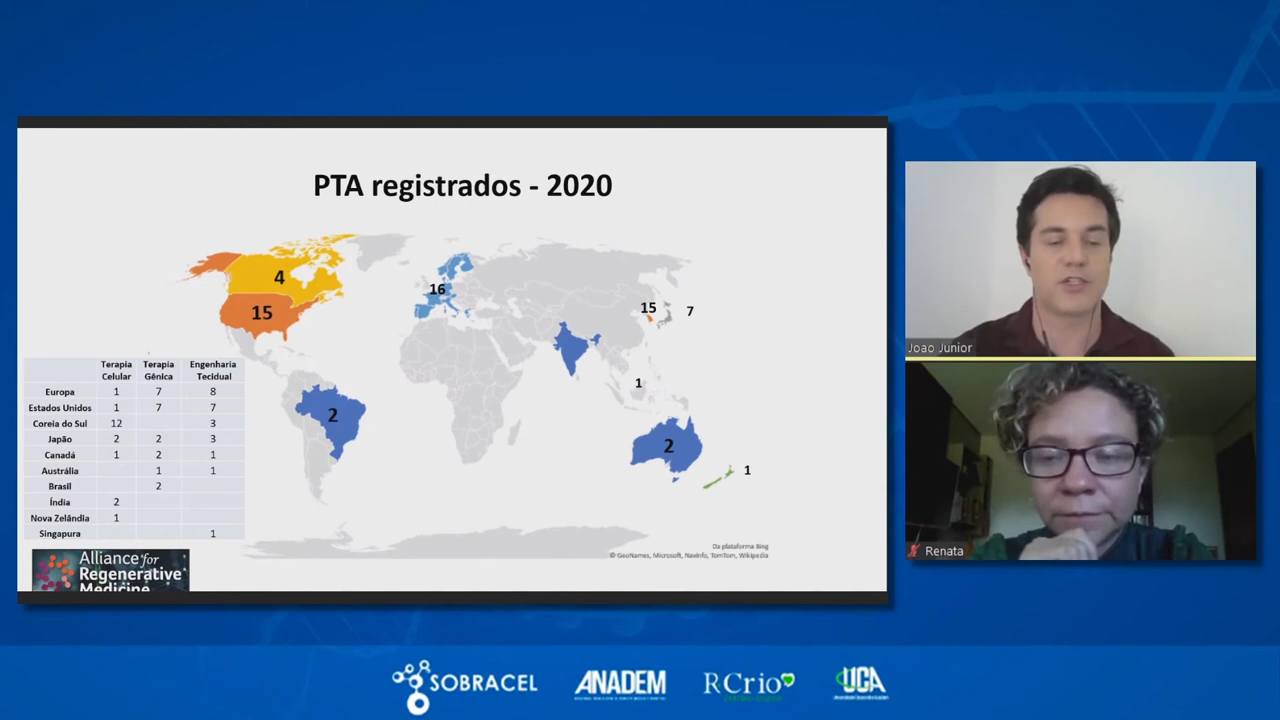 PTA registrados - 2020
4
15
16
15
7
1
2
2
1
Terapia Celular Terapia Gênica Engenharia Tecidual
Europa 1 7 8
Estados Unidos 1 7 7
Coreia do Sul 12 3
Japão 2 2 3
Canadá 1 2 1
Austrália 1 1
Brasil 2
Índia 2
Nova Zelândia 1
Singapura 1
Da plataforma Bing
© GeoNames, Microsoft, Navinfo, TomTom, Wikipedia
Alliance for
Regenerative
Medicine
Joao Junior
Renata
SOBRACEL
ANADEM
RCrio
UCA